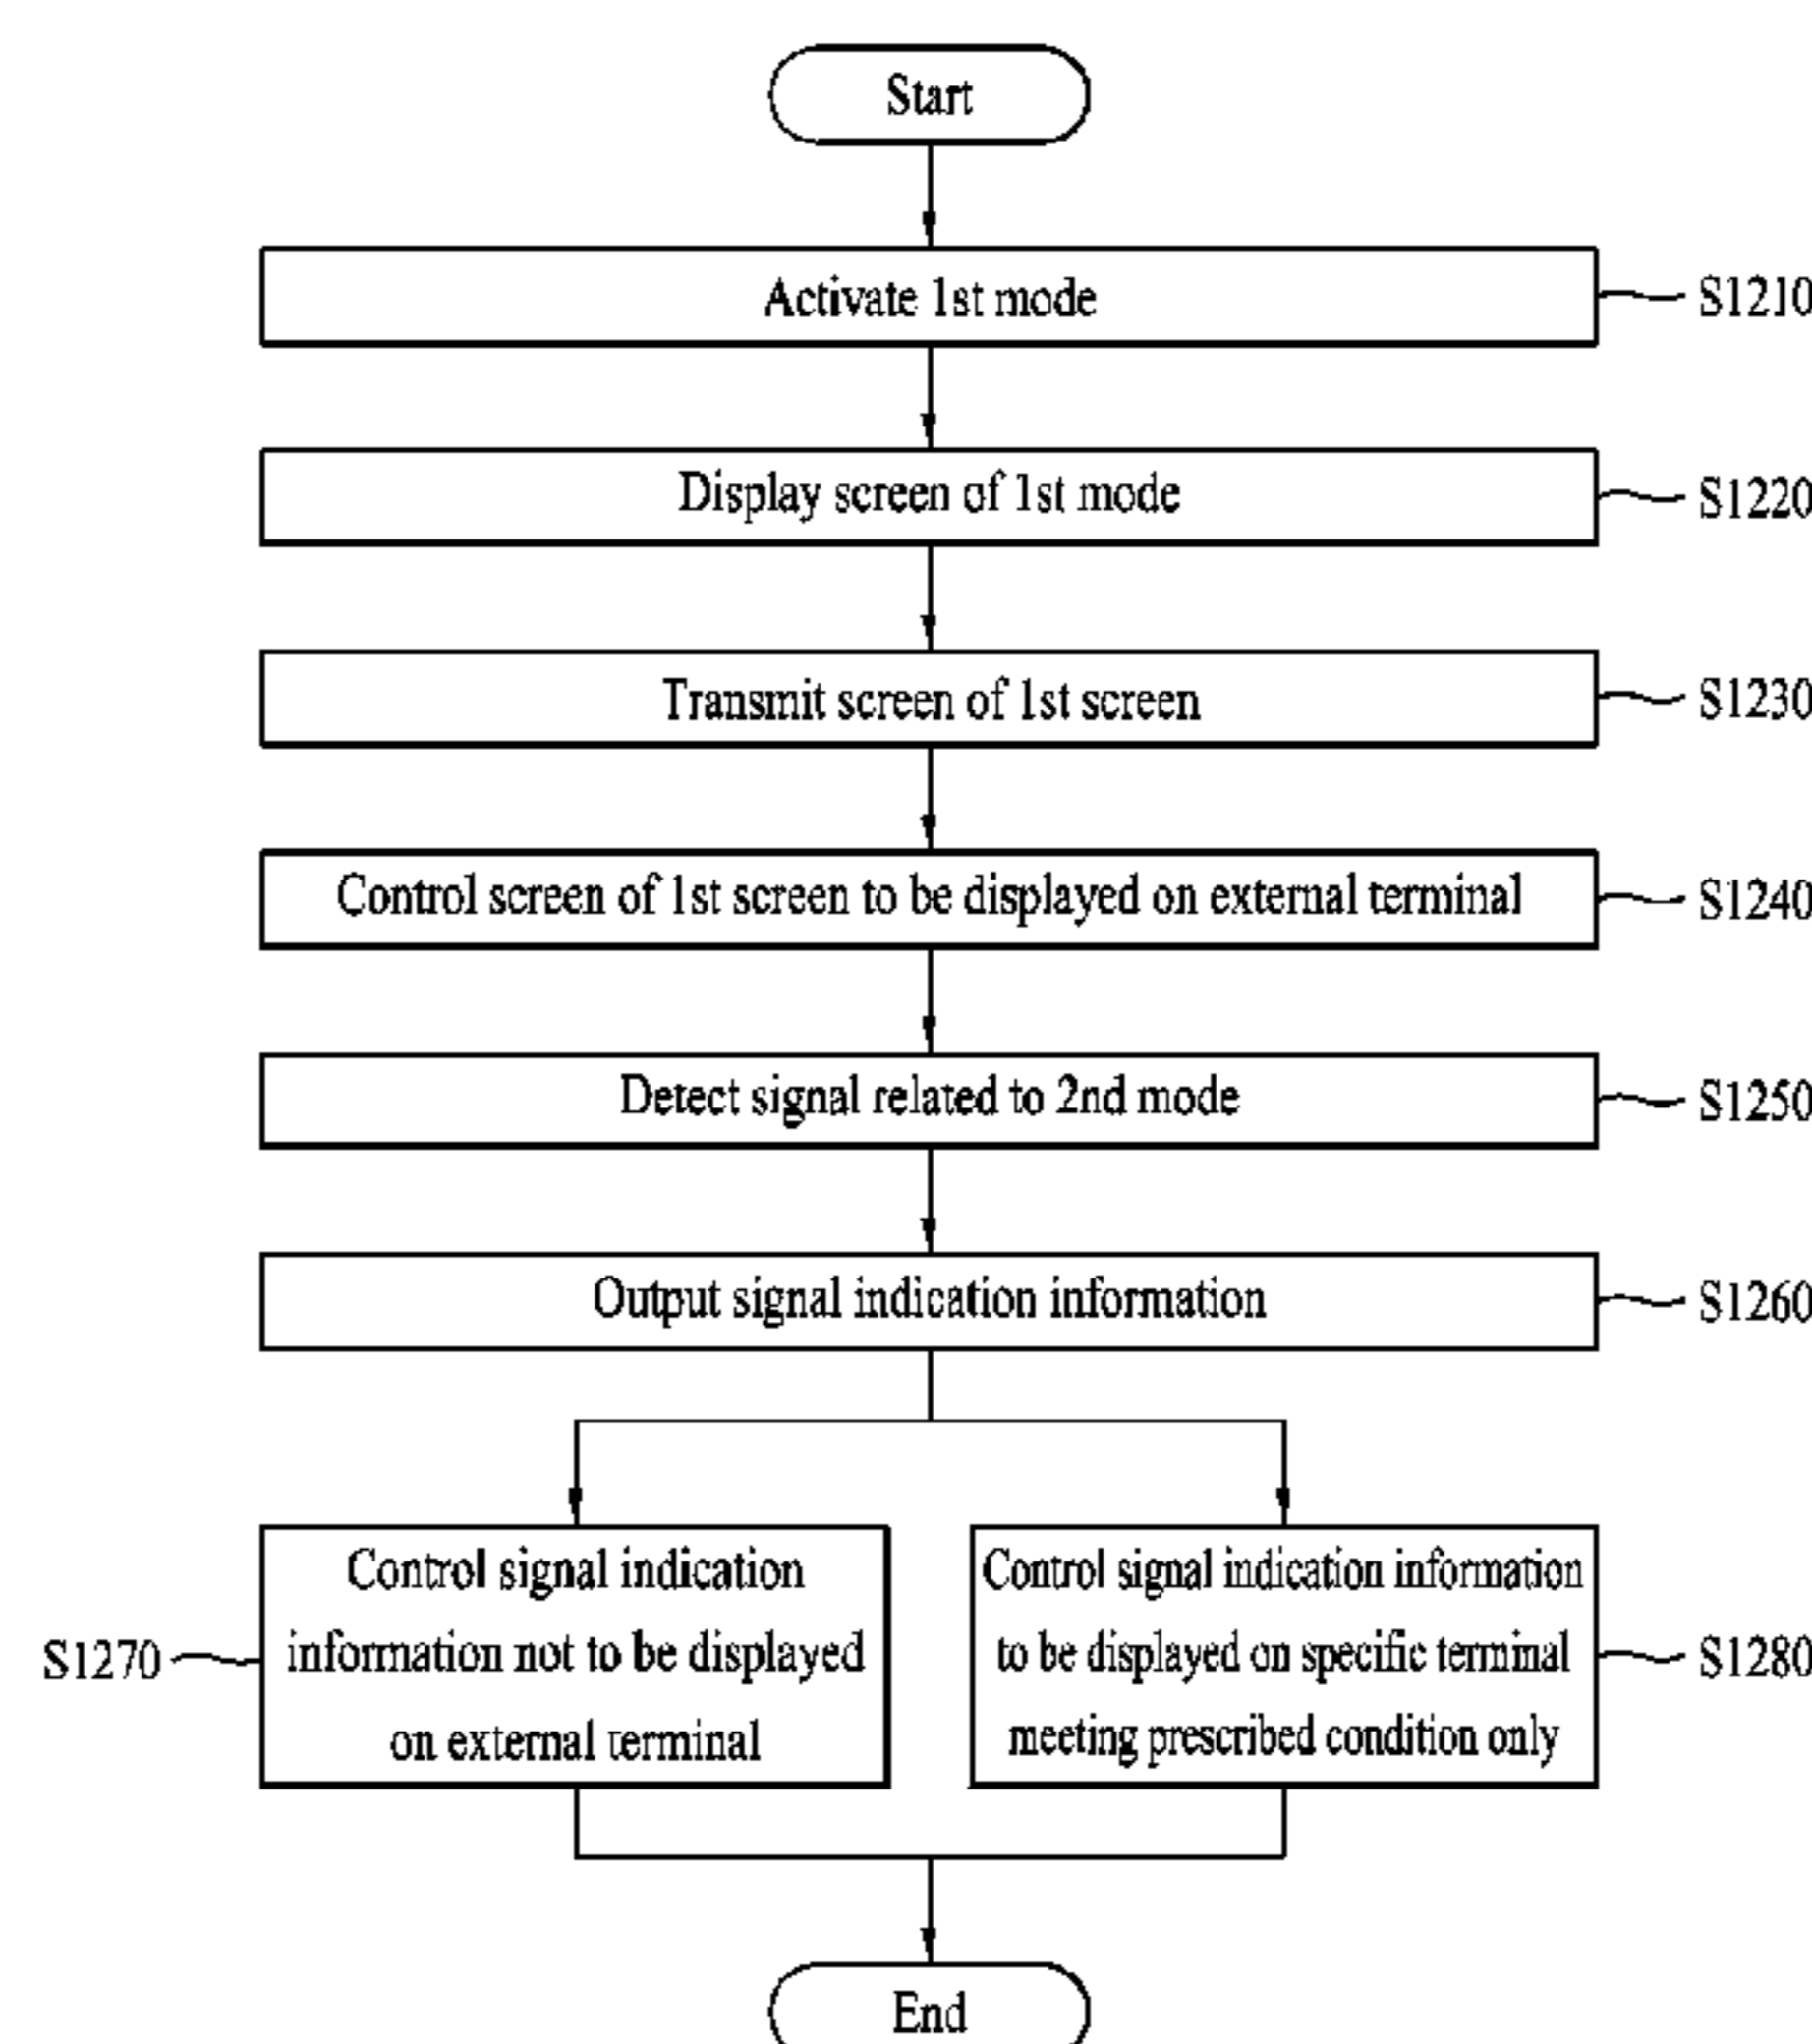 Start
Activate 1st mode
S1210
Display screen of 1st mode
S1220
Transmit screen of 1st screen
S1230
Control screen of 1st screen to be displayed on external terminal
S1240
Detect signal related to 2nd mode
S1250
Output signal indication information
S1260
S1270
Control signal indication
information not to be displayed
on external terminal
Control signal indication information
to be displayed on specific terminal
meeting prescribed condition only
S1280
End